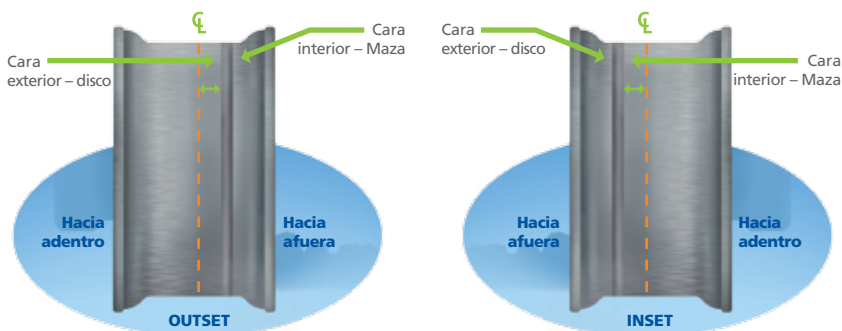 ℄
Cara
exterior – disco
Cara
interior – Maza
Hacia
adentro
Hacia
afuera
OUTSET
℄
Cara
exterior – disco
Cara
interior – Maza
Hacia
afuera
Hacia
adentro
INSET